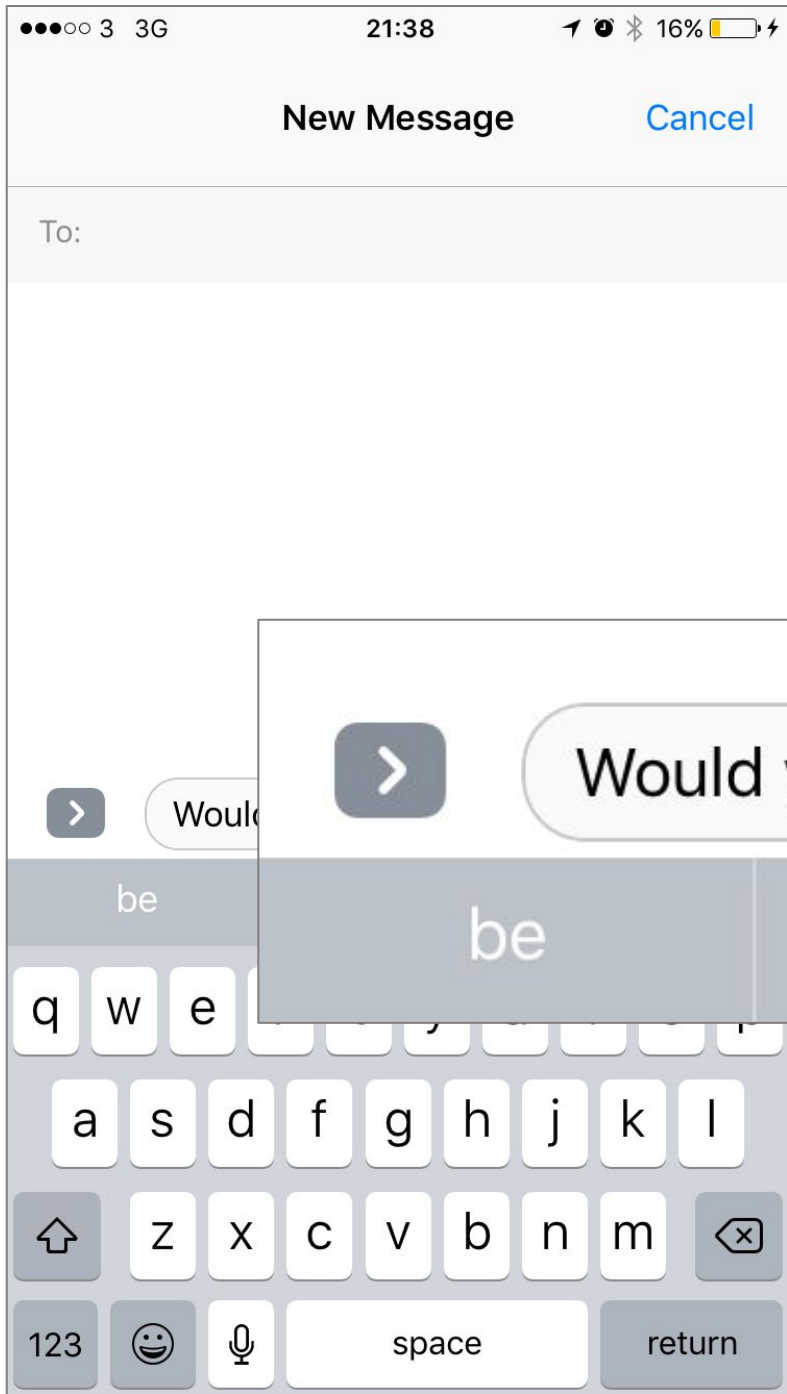 3 3G 21:38 16%
New Message Cancel
To:
Would
Would
be
be
q w e
a s d f g h j k l
z x c v b n m
123 space return